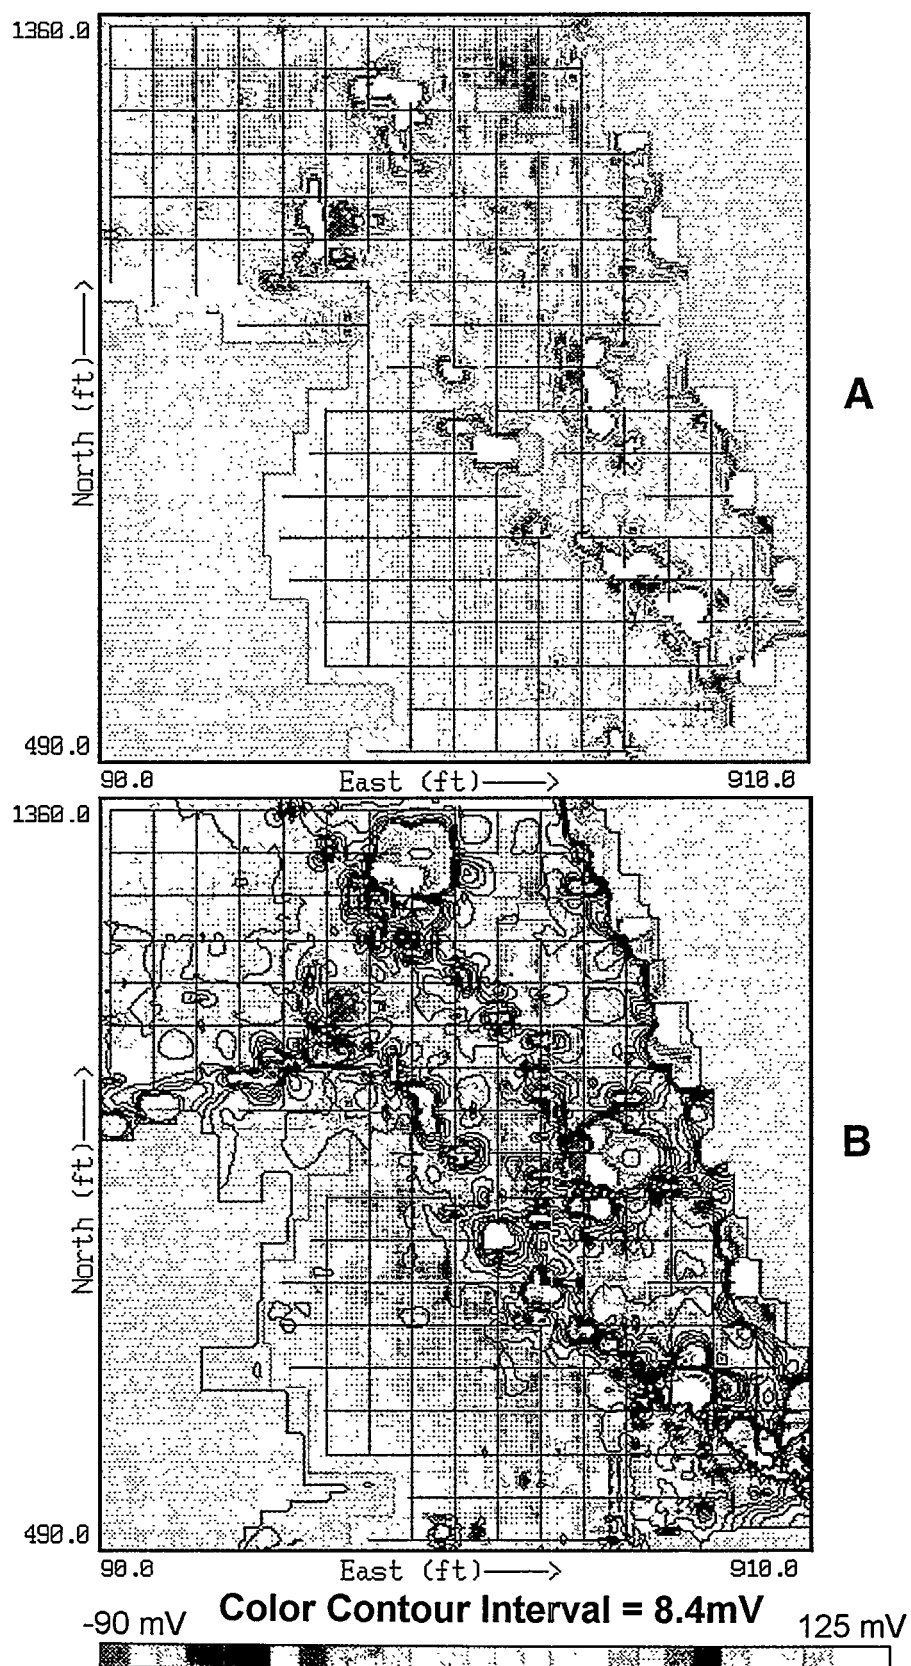 1360.0
North (ft)
A
490.0
90.0
East (ft)
910.0
1360.0
North (ft)
B
490.0
90.0
East (ft)
910.0
Color Contour Interval = 8.4mV
-90 mV
125 mV